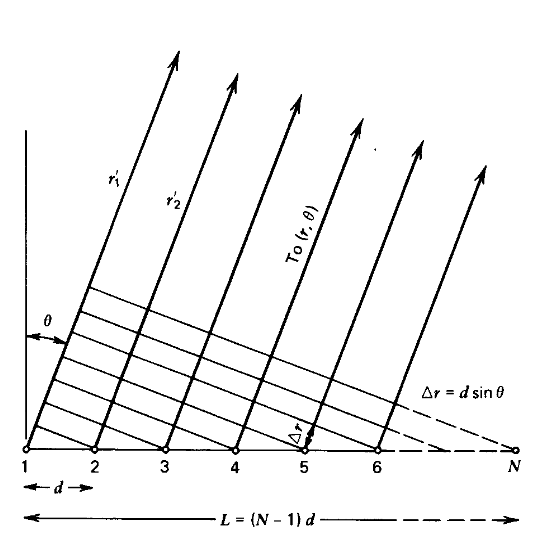 r′₁
r′₂
To (r, θ)
θ
Δr = d sin θ
Δr
1 2 3 4 5 6 N
d
L = (N − 1) d